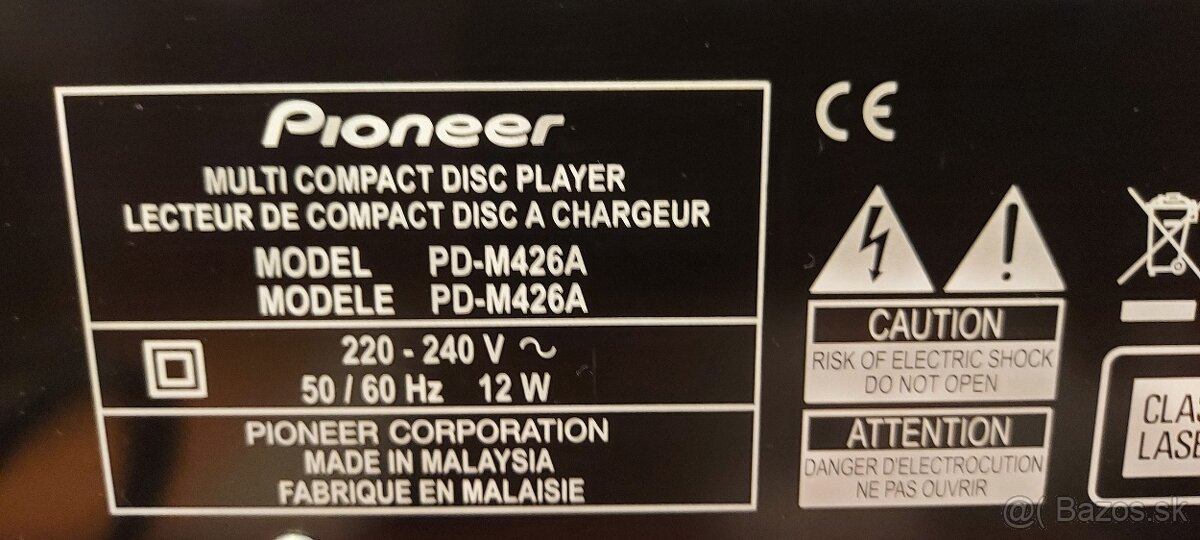 Pioneer
MULTI COMPACT DISC PLAYER
LECTEUR DE COMPACT DISC A CHARGEUR
MODEL PD-M426A
MODELE PD-M426A
220 - 240 V ~
50 / 60 Hz 12 W
PIONEER CORPORATION
MADE IN MALAYSIA
FABRIQUE EN MALAISIE
CE
CAUTION
RISK OF ELECTRIC SHOCK
DO NOT OPEN
ATTENTION
DANGER D'ELECTROCUTION
NE PAS OUVRIR
CLAS
LASE
@( Bazos.sk